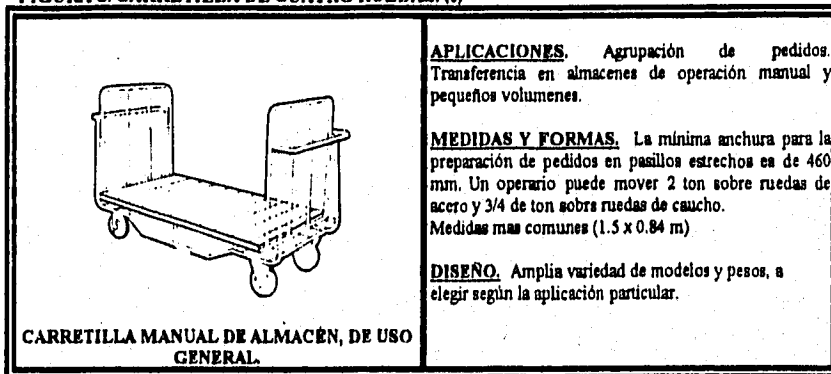 CARRETILLA MANUAL DE ALMACÉN, DE USO
GENERAL.
APLICACIONES. Agrupación de pedidos.
Transferencia en almacenes de operación manual y
pequeños volumenes.
MEDIDAS Y FORMAS. La mínima anchura para la
preparación de pedidos en pasillos estrechos es de 460
mm. Un operario puede mover 2 ton sobre ruedas de
acero y 3/4 de ton sobre ruedas de caucho.
Medidas mas comunes (1.5 x 0.84 m)
DISEÑO. Amplia variedad de modelos y pesos, a
elegir según la aplicación particular.